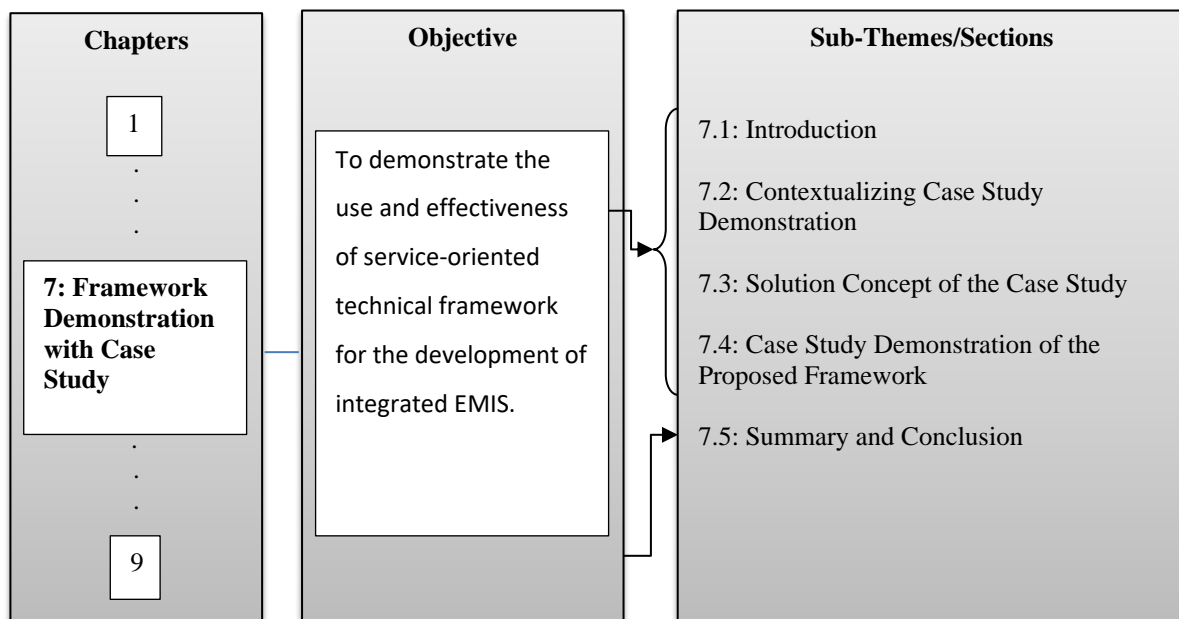 Chapters
1
.
.
.
7: Framework
Demonstration
with Case
Study
.
.
.
9
Objective
To demonstrate the
use and effectiveness
of service-oriented
technical framework
for the development of
integrated EMIS.
Sub-Themes/Sections
7.1: Introduction
7.2: Contextualizing Case Study
Demonstration
7.3: Solution Concept of the Case Study
7.4: Case Study Demonstration of the
Proposed Framework
7.5: Summary and Conclusion